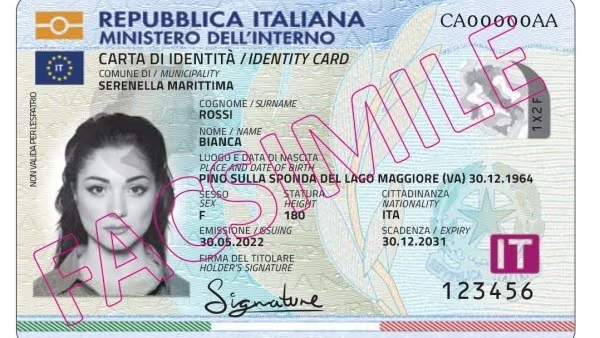 REPUBBLICA ITALIANA
MINISTERO DELL'INTERNO
CA00000AA
IT
CARTA DI IDENTITÀ / IDENTITY CARD
COMUNE DI / MUNICIPALITY
SERENELLA MARITTIMA
NON VALIDA PER L'ESPATRIO
COGNOME / SURNAME
ROSSI
NOME / NAME
BIANCA
LUOGO E DATA DI NASCITA
PLACE AND DATE OF BIRTH
PINO SULLA SPONDA DEL LAGO MAGGIORE (VA) 30.12.1964
SESSO STATURA CITTADINANZA
SEX HEIGHT NATIONALITY
F 180 ITA
EMISSIONE / ISSUING SCADENZA / EXPIRY
30.05.2022 30.12.2031
FIRMA DEL TITOLARE
HOLDER'S SIGNATURE
Signature
1X2F
IT
123456
FACSIMILE